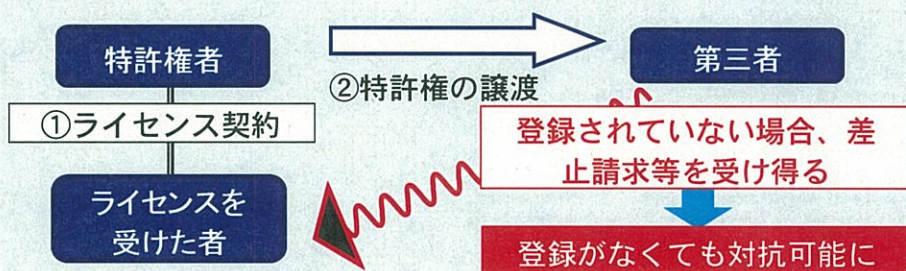 特許権者
第三者
②特許権の譲渡
①ライセンス契約
登録されていない場合、差
止請求等を受け得る
ライセンスを
受けた者
登録がなくても対抗可能に